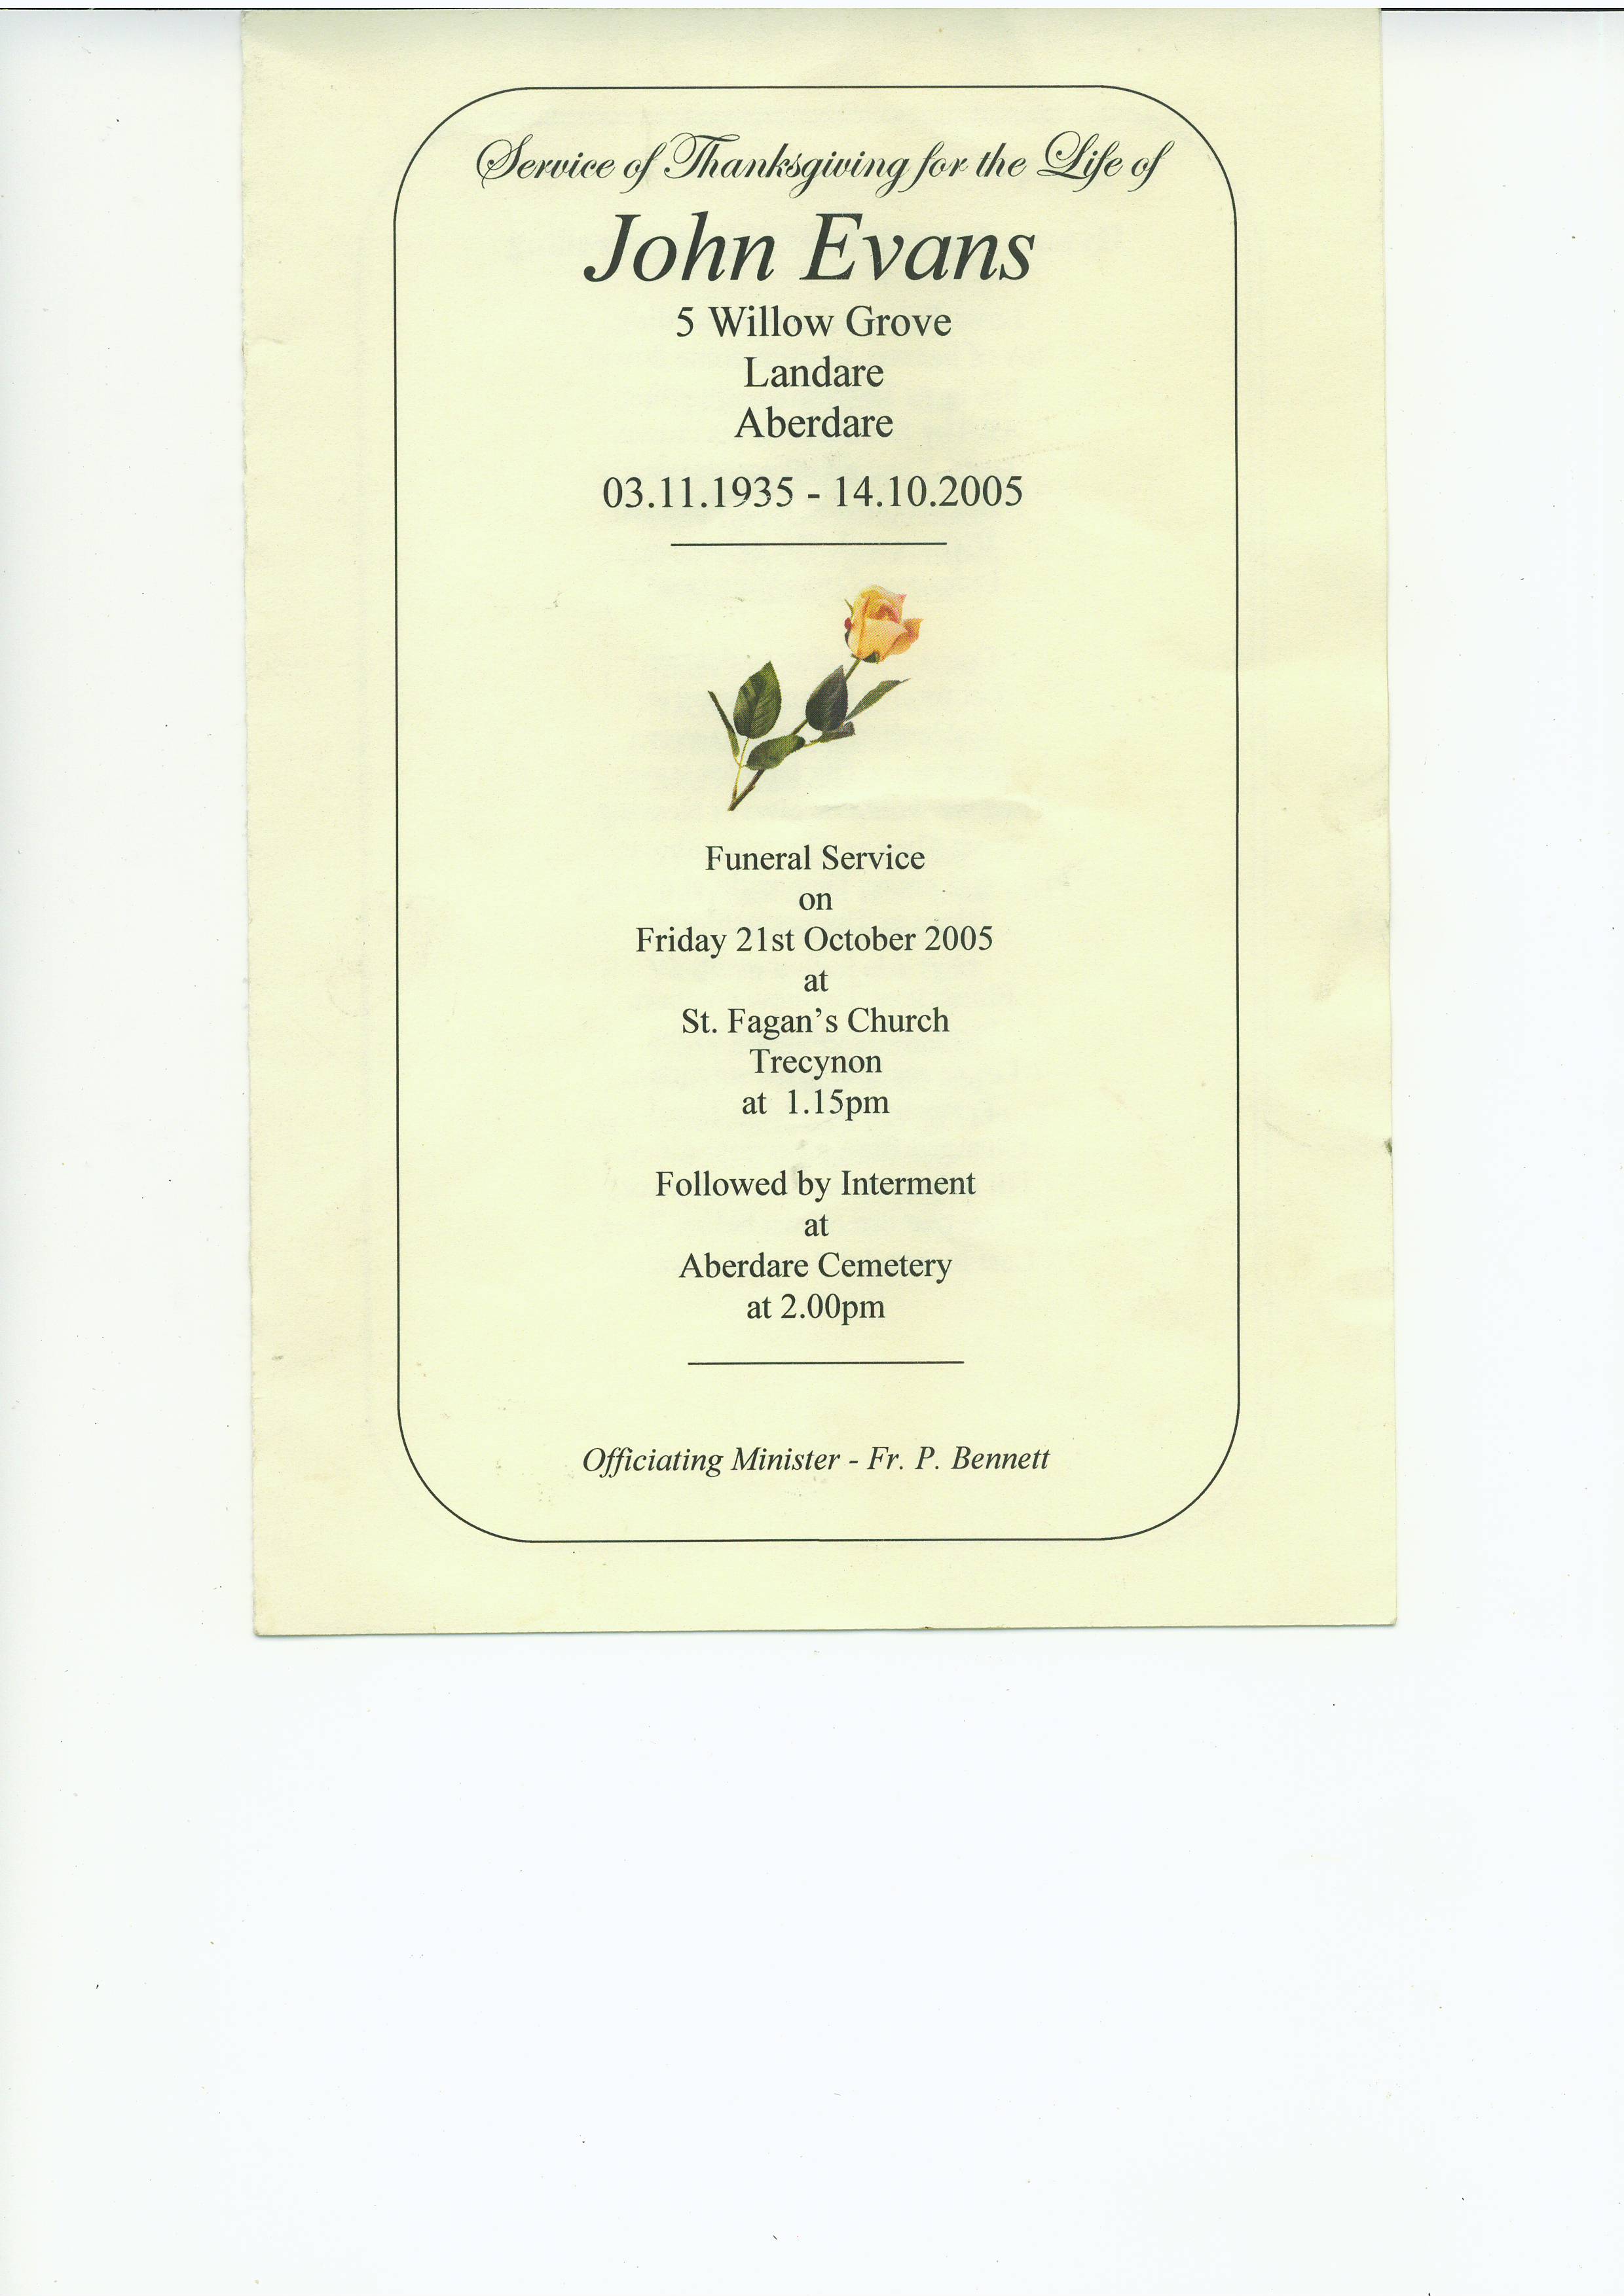 Service of Thanksgiving for the Life of
John Evans
5 Willow Grove
Landare
Aberdare
03.11.1935 - 14.10.2005
Funeral Service
on
Friday 21st October 2005
at
St. Fagan's Church
Trecynon
at 1.15pm
Followed by Interment
at
Aberdare Cemetery
at 2.00pm
Officiating Minister - Fr. P. Bennett